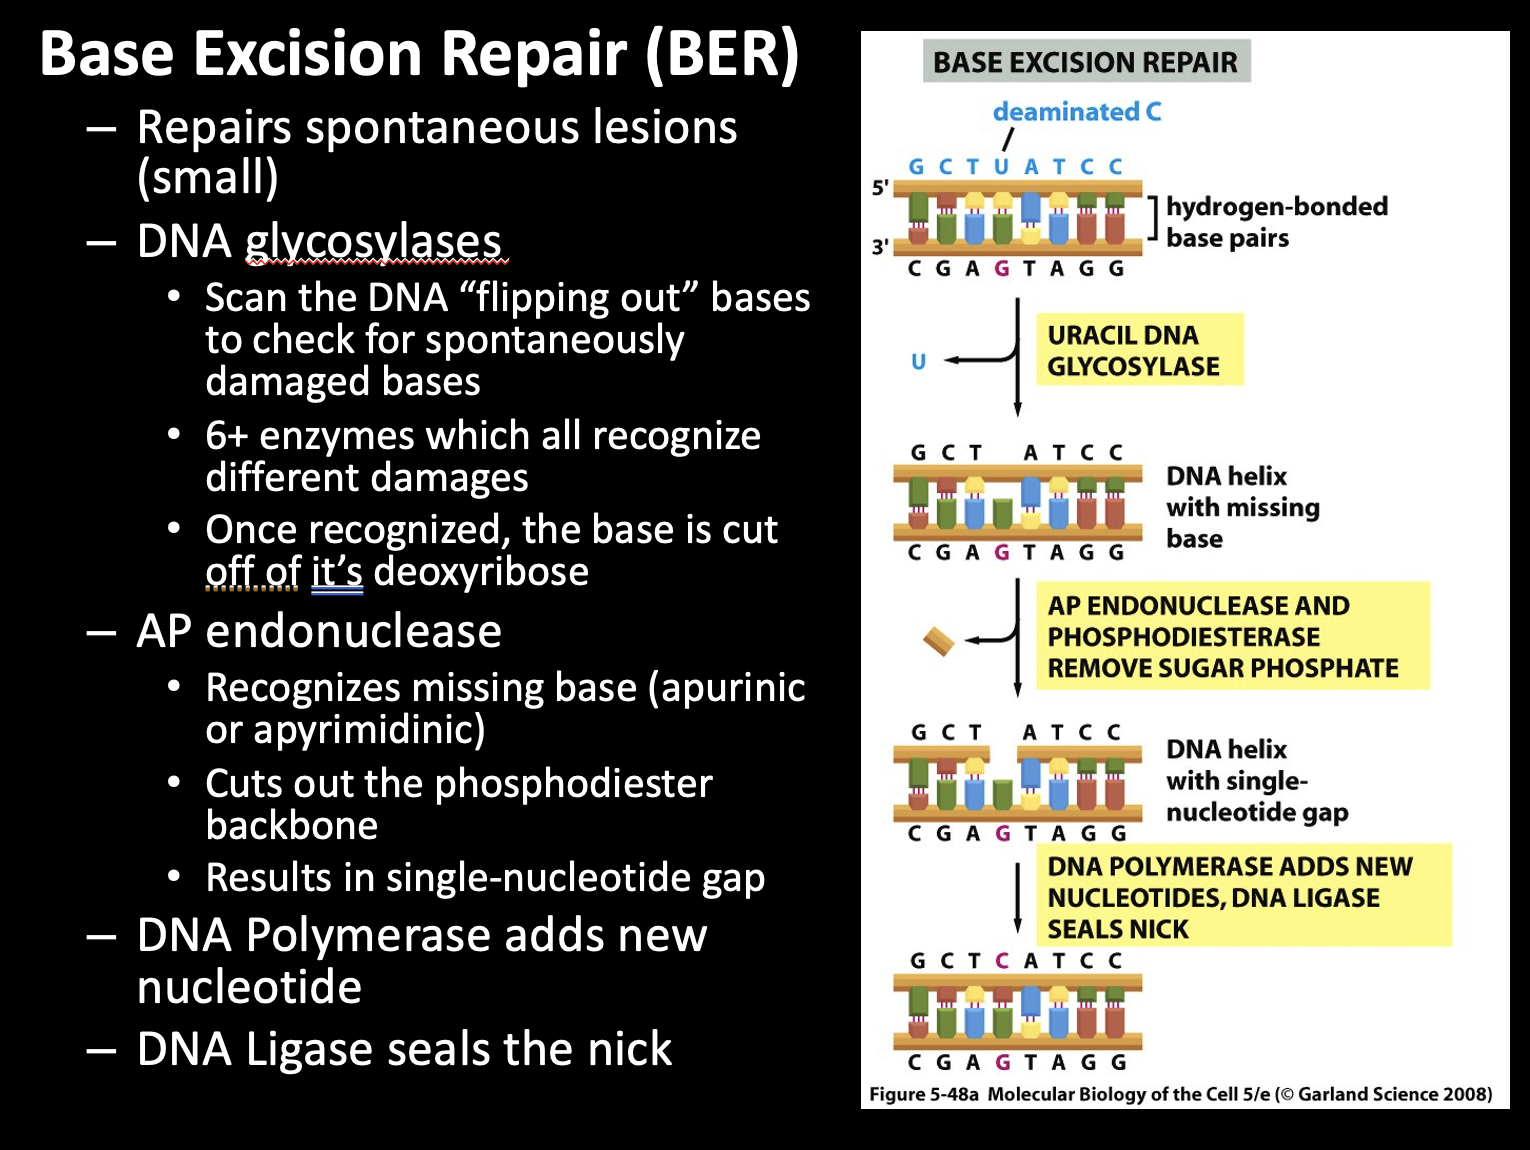 Base Excision Repair (BER)
– Repairs spontaneous lesions
(small)
– DNA glycosylases
• Scan the DNA “flipping out” bases
to check for spontaneously
damaged bases
• 6+ enzymes which all recognize
different damages
• Once recognized, the base is cut
off of it’s deoxyribose
– AP endonuclease
• Recognizes missing base (apurinic
or apyrimidinic)
• Cuts out the phosphodiester
backbone
• Results in single-nucleotide gap
– DNA Polymerase adds new
nucleotide
– DNA Ligase seals the nick
BASE EXCISION REPAIR
deaminated C
G C T U A T C C
5'
hydrogen-bonded
base pairs
3'
C G A G T A G G
URACIL DNA
GLYCOSYLASE
U
G C T A T C C
DNA helix
with missing
base
C G A G T A G G
AP ENDONUCLEASE AND
PHOSPHODIESTERASE
REMOVE SUGAR PHOSPHATE
G C T A T C C
DNA helix
with single-
nucleotide gap
C G A G T A G G
DNA POLYMERASE ADDS NEW
NUCLEOTIDES, DNA LIGASE
SEALS NICK
G C T C A T C C
C G A G T A G G
Figure 5-48a Molecular Biology of the Cell 5/e (© Garland Science 2008)